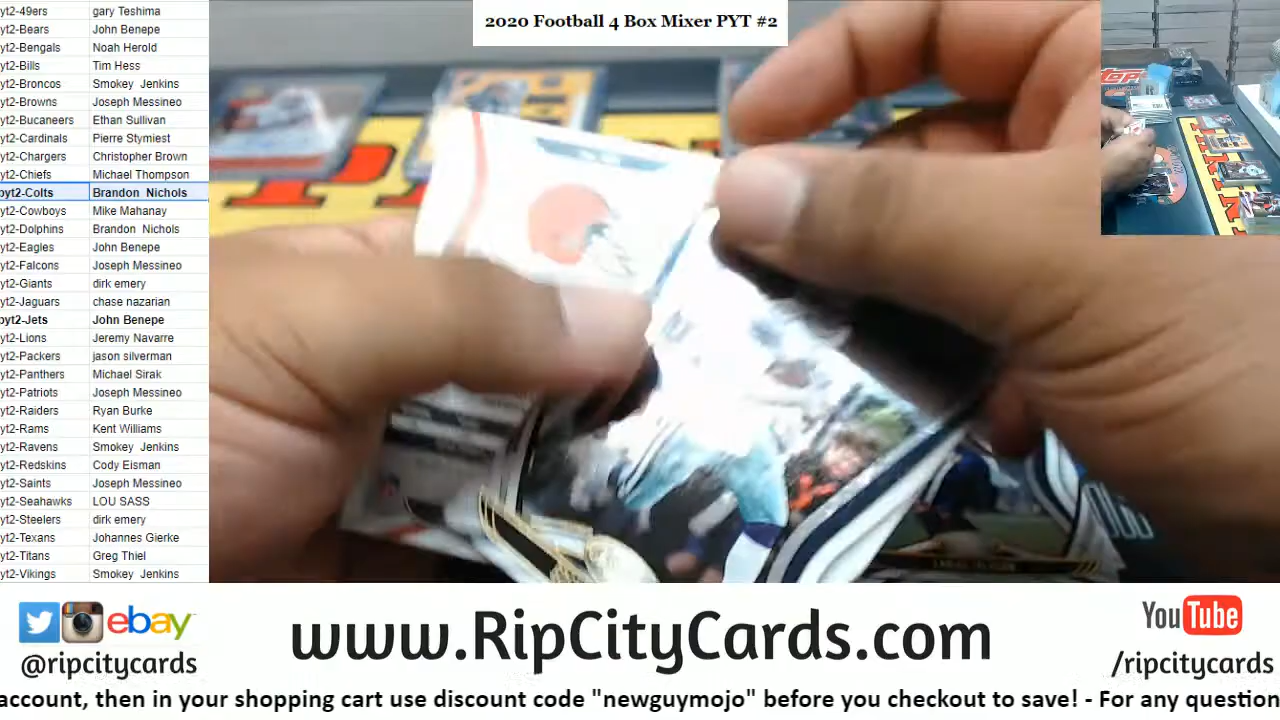 2020 Football 4 Box Mixer PYT #2
yt2-49ers gary Teshima
yt2-Bears John Benepe
yt2-Bengals Noah Herold
yt2-Bills Tim Hess
yt2-Broncos Smokey Jenkins
yt2-Browns Joseph Messineo
yt2-Bucaneers Ethan Sullivan
yt2-Cardinals Pierre Stymiest
yt2-Chargers Christopher Brown
yt2-Chiefs Michael Thompson
pyt2-Colts Brandon Nichols
yt2-Cowboys Mike Mahanay
yt2-Dolphins Brandon Nichols
yt2-Eagles John Benepe
yt2-Falcons Joseph Messineo
yt2-Giants dirk emery
yt2-Jaguars chase nazarian
pyt2-Jets John Benepe
yt2-Lions Jeremy Navarre
yt2-Packers jason silverman
yt2-Panthers Michael Sirak
yt2-Patriots Joseph Messineo
yt2-Raiders Ryan Burke
yt2-Rams Kent Williams
yt2-Ravens Smokey Jenkins
yt2-Redskins Cody Eisman
yt2-Saints Joseph Messineo
yt2-Seahawks LOU SASS
yt2-Steelers dirk emery
yt2-Texans Johannes Gierke
yt2-Titans Greg Thiel
yt2-Vikings Smokey Jenkins
ebay
@ripcitycards
www.RipCityCards.com
YouTube
/ripcitycards
account, then in your shopping cart use discount code "newguymojo" before you checkout to save! - For any question